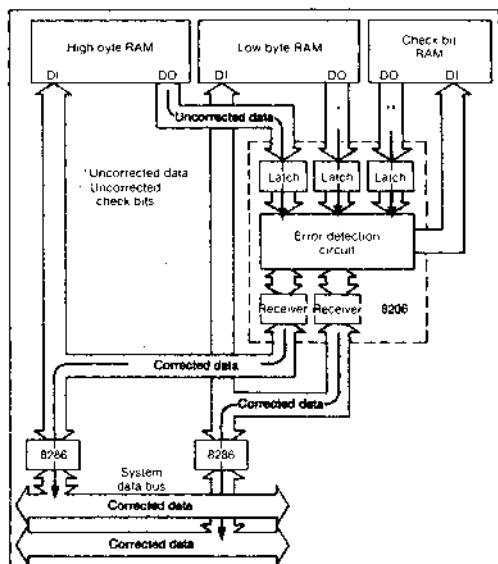 High oyte RAM
Low byte RAM
Check bit
RAM
DI
DO
DI
DO
DO
DI
Uncorrected data
* Uncorrected data
Uncorrected
check bits
Latch
Latch
Latch
Error detection
circuit
Receiver
Receiver
8206
Corrected data
Corrected data
8286
8286
System
data bus
Corrected data
Corrected data